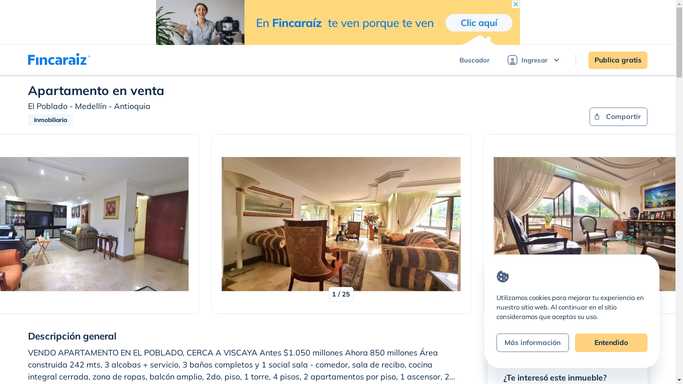 En Fincaraíz te ven porque te ven
Clic aquí
Fincaraiz
Buscador
Ingresar
Publica gratis
Apartamento en venta
El Poblado - Medellín - Antioquia
Inmobiliaria
Compartir
1 / 25
Utilizamos cookies para mejorar tu experiencia en
nuestro sitio web. Al continuar en el sitio
consideramos que aceptas su uso.
Más información
Entendido
Descripción general
VENDO APARTAMENTO EN EL POBLADO, CERCA A VISCAYA Antes $1.050 millones Ahora 850 millones Área
construida 242 mts. 3 alcobas + servicio, 3 baños completos y 1 social sala - comedor, sala de recibo, cocina
integral cerrada, zona de ropas, balcón amplio, 2do. piso, 1 torre, 4 pisos, 2 apartamentos por piso, 1 ascensor, 2...
¿Te interesó este inmueble?